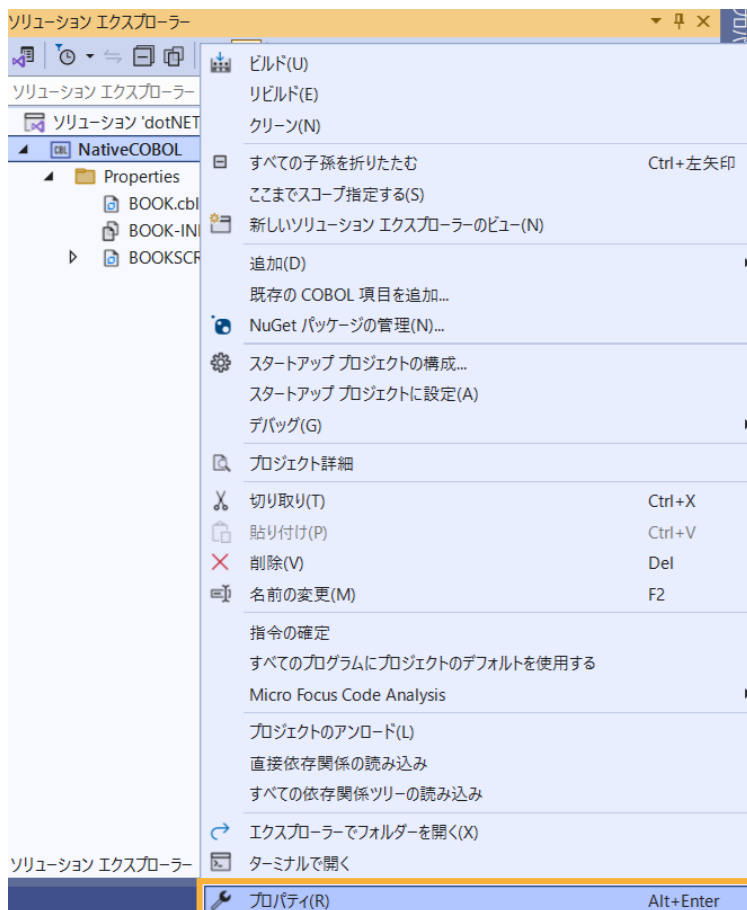 ソリューション エクスプローラー
ソリューション エクスプローラー
ソリューション 'dotNET
NativeCOBOL
Properties
BOOK.cbl
BOOK-IN
BOOKSCR
ビルド(U)
リビルド(E)
クリーン(N)
すべての子孫を折りたたむ Ctrl+左矢印
ここまでスコープ指定する(S)
新しいソリューション エクスプローラーのビュー(N)
追加(D)
既存の COBOL 項目を追加...
NuGet パッケージの管理(N)...
スタートアップ プロジェクトの構成...
スタートアップ プロジェクトに設定(A)
デバッグ(G)
プロジェクト詳細
切り取り(T) Ctrl+X
貼り付け(P) Ctrl+V
削除(V) Del
名前の変更(M) F2
指令の確定
すべてのプログラムにプロジェクトのデフォルトを使用する
Micro Focus Code Analysis
プロジェクトのアンロード(L)
直接依存関係の読み込み
すべての依存関係ツリーの読み込み
エクスプローラーでフォルダーを開く(X)
ターミナルで開く
プロパティ(R) Alt+Enter
ソリューション エクスプローラー